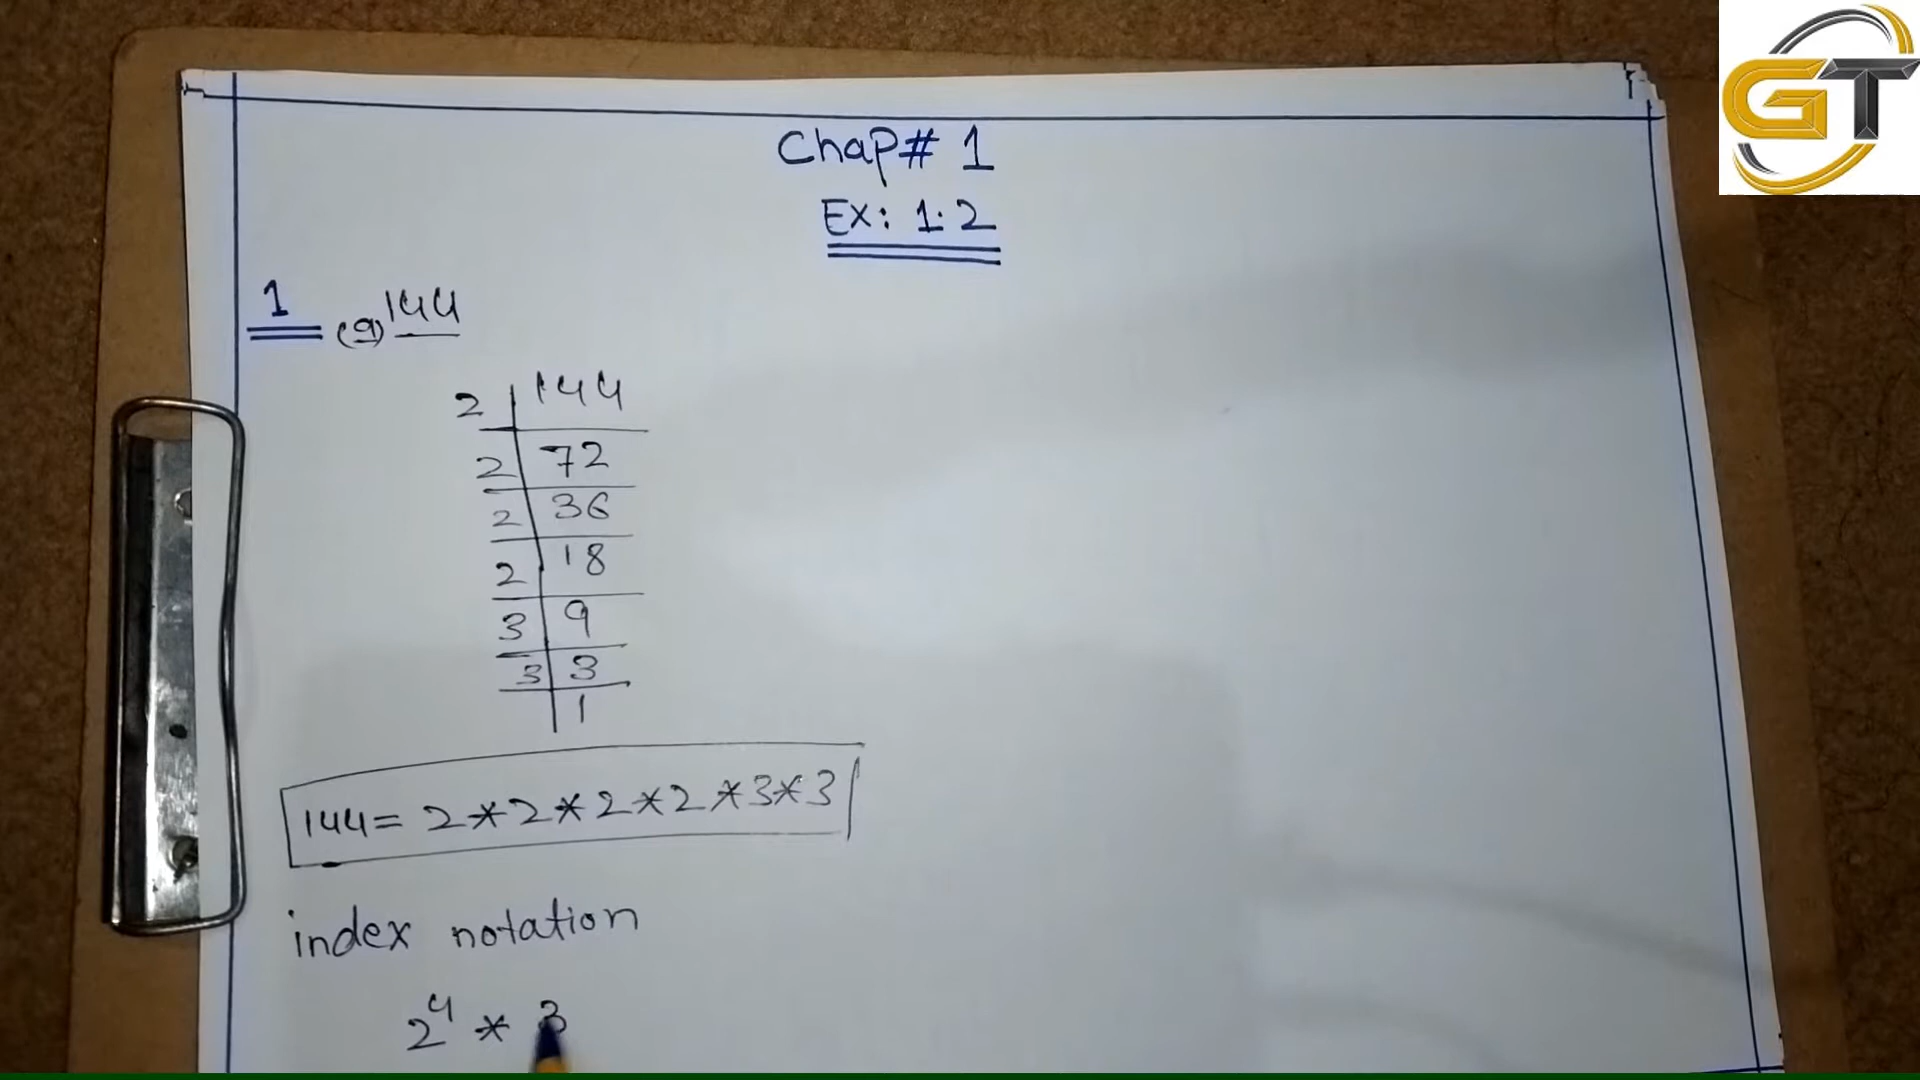 GT
Chap# 1
Ex: 1.2
1 (a) 144
2 144
2 72
2 36
2 18
3 9
3 3
1
144= 2*2*2*2*3*3
index notation
2⁴ * 3